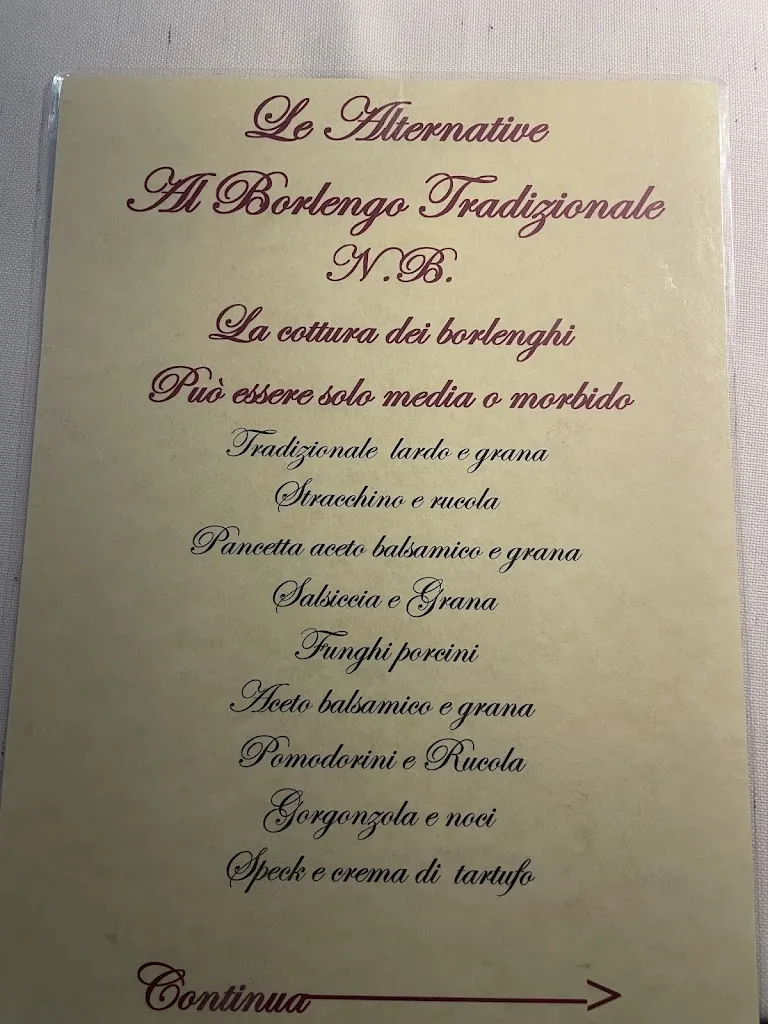 Le Alternative
Al Borlengo Tradizionale
N.B.
La cottura dei borlenghi
Può essere solo media o morbido
Tradizionale lardo e grana
Stracchino e rucola
Pancetta aceto balsamico e grana
Salsiccia e Grana
Funghi porcini
Aceto balsamico e grana
Pomodorini e Rucola
Gorgonzola e noci
Speck e crema di tartufo
Continua